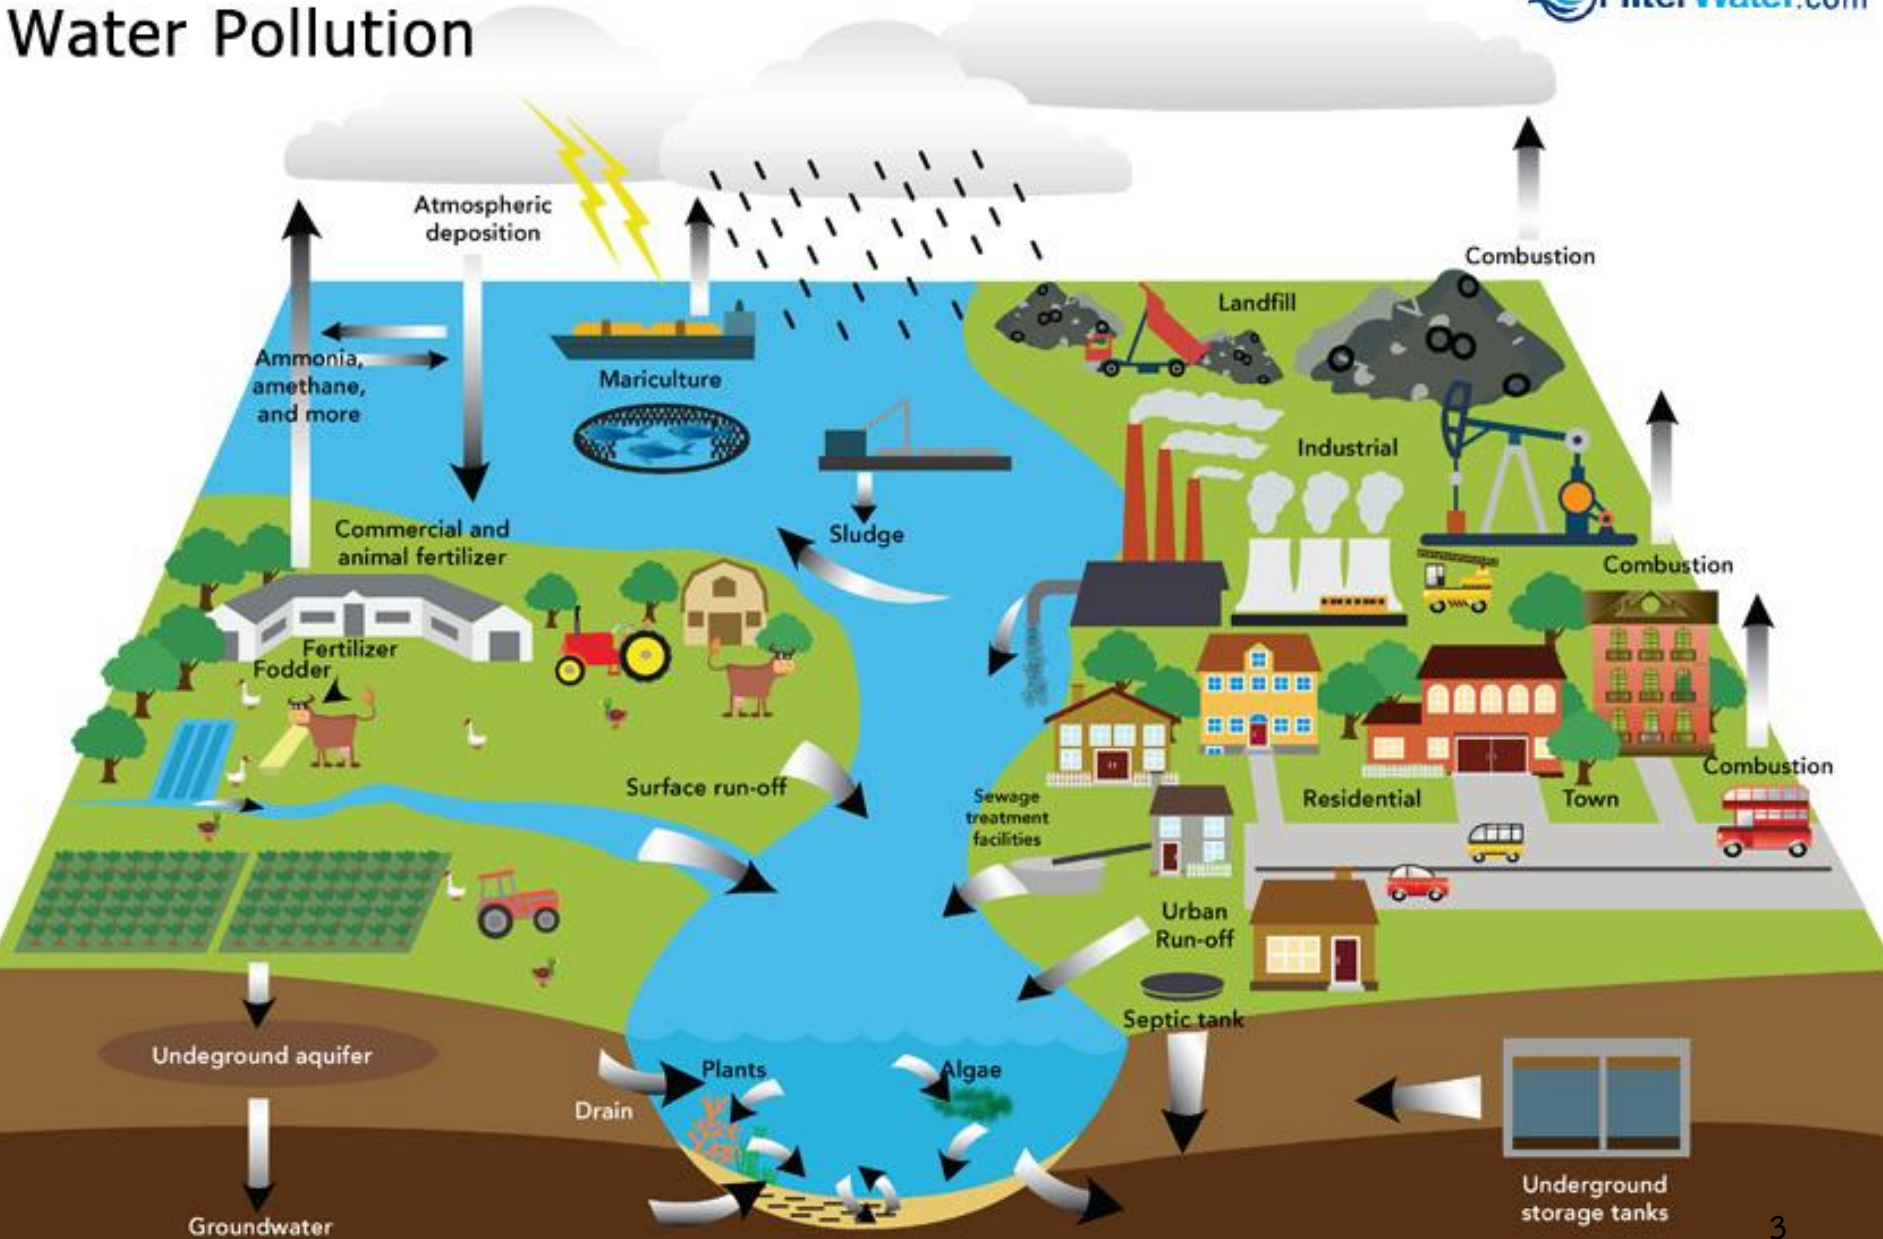 Water Pollution
FilterWater.com
Atmospheric
deposition
Combustion
Landfill
Ammonia,
amethane,
and more
Mariculture
Industrial
Sludge
Commercial and
animal fertilizer
Combustion
Fertilizer
Fodder
Surface run-off
Sewage
treatment
facilities
Residential
Town
Combustion
Urban
Run-off
Septic tank
Undeground aquifer
Plants
Algae
Drain
Underground
storage tanks
Groundwater
3